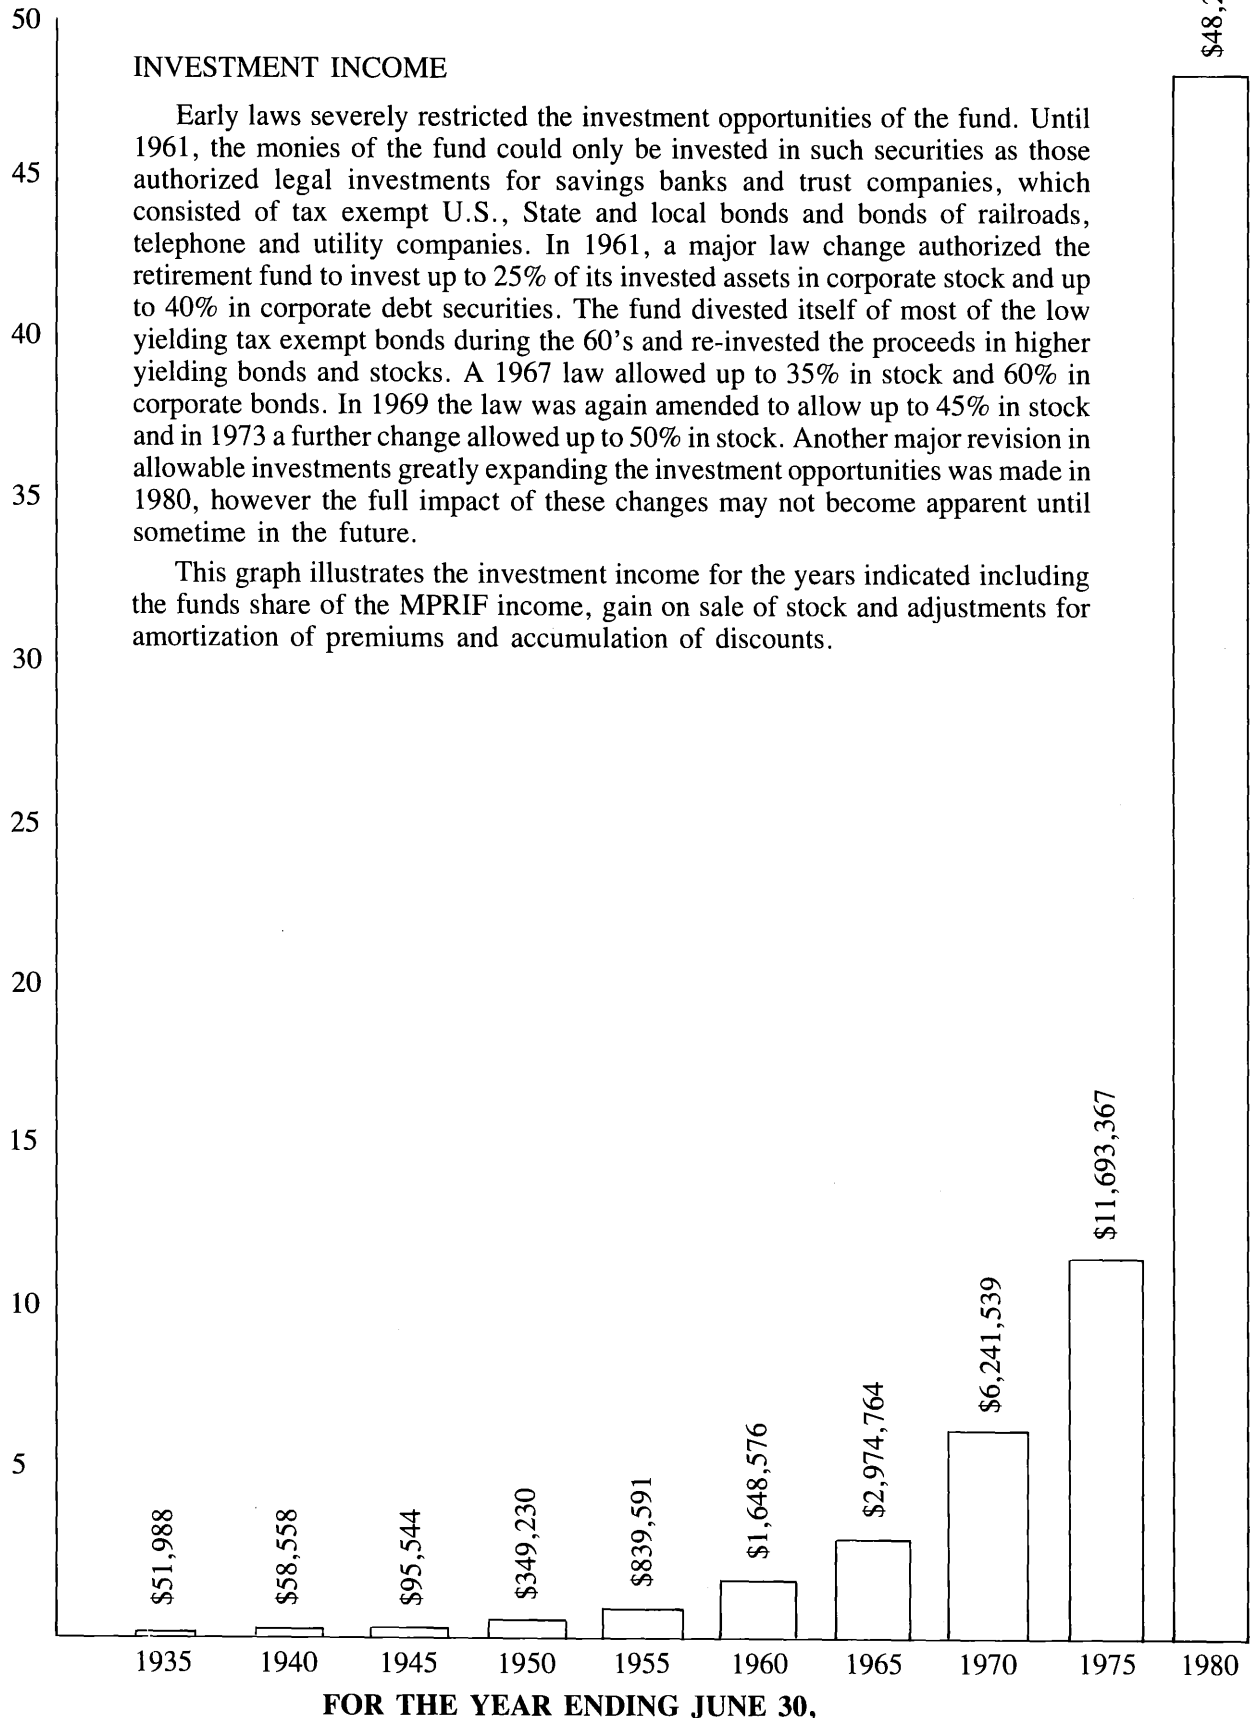 50
INVESTMENT INCOME
Early laws severely restricted the investment opportunities of the fund. Until
1961, the monies of the fund could only be invested in such securities as those
authorized legal investments for savings banks and trust companies, which
consisted of tax exempt U.S., State and local bonds and bonds of railroads,
telephone and utility companies. In 1961, a major law change authorized the
retirement fund to invest up to 25% of its invested assets in corporate stock and up
to 40% in corporate debt securities. The fund divested itself of most of the low
yielding tax exempt bonds during the 60's and re-invested the proceeds in higher
yielding bonds and stocks. A 1967 law allowed up to 35% in stock and 60% in
corporate bonds. In 1969 the law was again amended to allow up to 45% in stock
and in 1973 a further change allowed up to 50% in stock. Another major revision in
allowable investments greatly expanding the investment opportunities was made in
1980, however the full impact of these changes may not become apparent until
sometime in the future.
This graph illustrates the investment income for the years indicated including
the funds share of the MPRIF income, gain on sale of stock and adjustments for
amortization of premiums and accumulation of discounts.
45
40
35
30
25
20
15
10
5
$51,988
$58,558
$95,544
$349,230
$839,591
$1,648,576
$2,974,764
$6,241,539
$11,693,367
1935 1940 1945 1950 1955 1960 1965 1970 1975 1980
FOR THE YEAR ENDING JUNE 30,